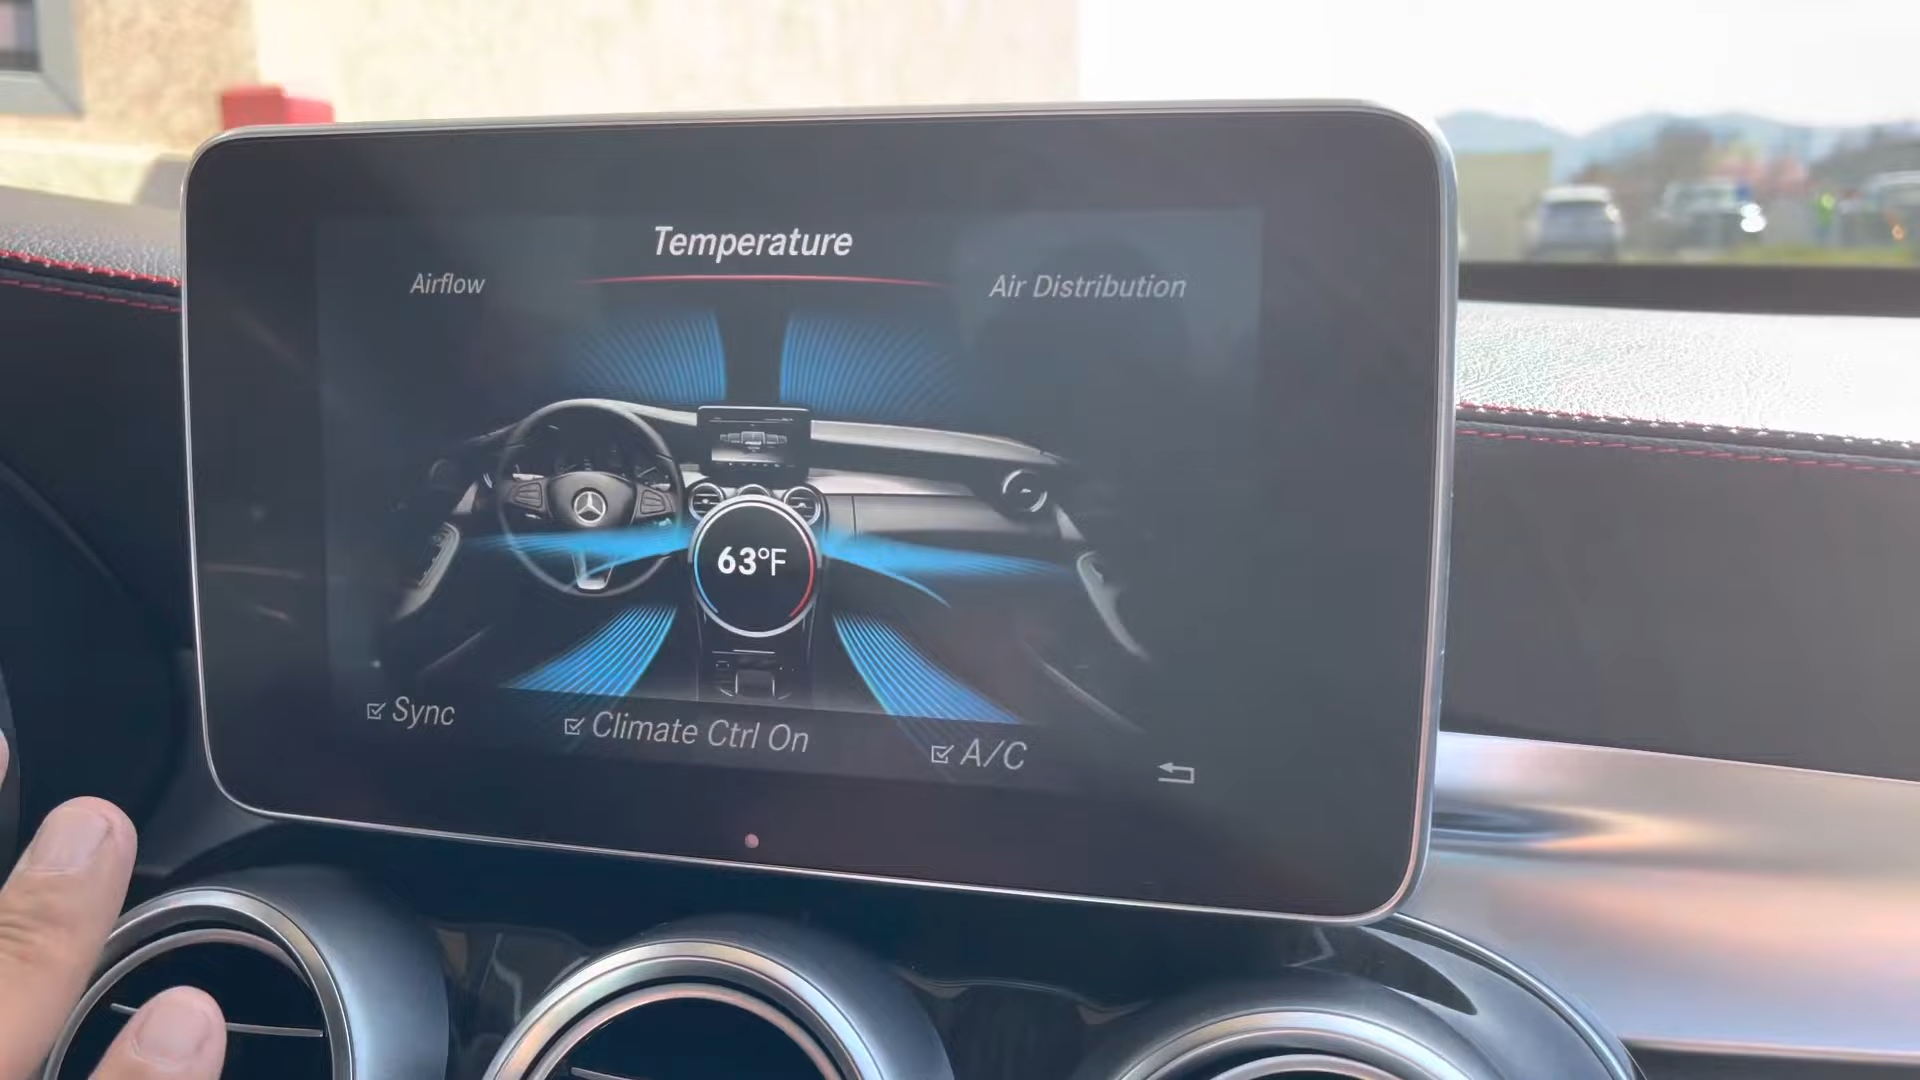 Temperature
Airflow
Air Distribution
63°F
Sync
Climate Ctrl On
A/C